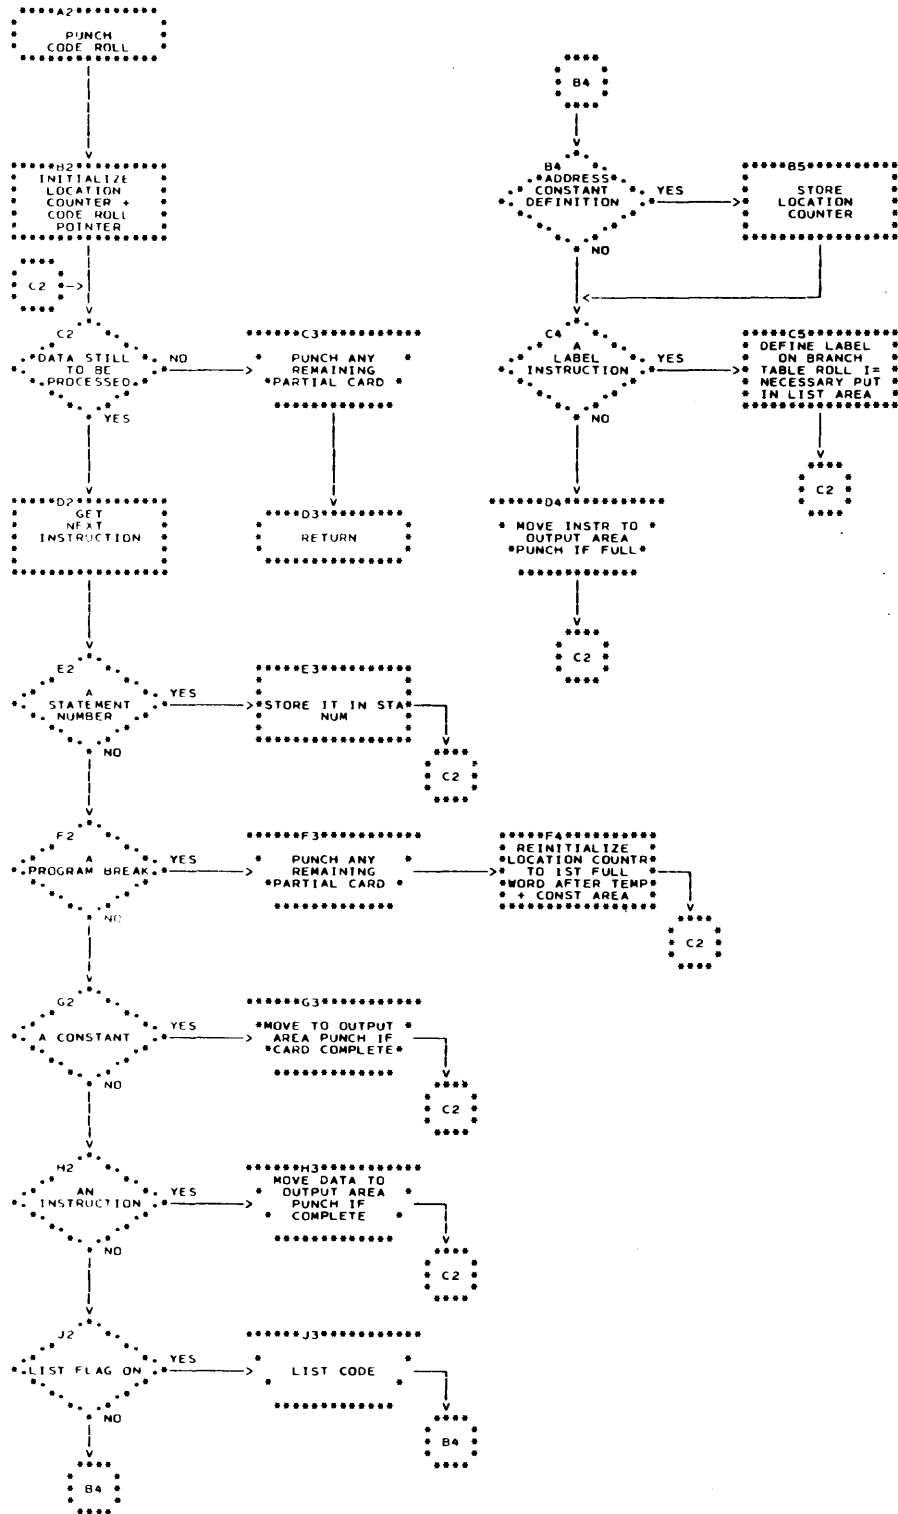 A2
PUNCH
CODE ROLL
B2
INITIALIZE
LOCATION
COUNTER +
CODE ROLL
POINTER
C2
C2
DATA STILL
TO BE
PROCESSED
NO
YES
C3
PUNCH ANY
REMAINING
PARTIAL CARD
D2
GET
NEXT
INSTRUCTION
D3
RETURN
E2
A
STATEMENT
NUMBER
YES
NO
E3
STORE IT IN STA
NUM
C2
F2
A
PROGRAM BREAK
YES
NO
F3
PUNCH ANY
REMAINING
PARTIAL CARD
F4
REINITIALIZE
LOCATION COUNTR
TO 1ST FULL
WORD AFTER TEMP
+ CONST AREA
C2
G2
A CONSTANT
YES
NO
G3
MOVE TO OUTPUT
AREA PUNCH IF
CARD COMPLETE
C2
H2
AN
INSTRUCTION
YES
NO
H3
MOVE DATA TO
OUTPUT AREA
PUNCH IF
COMPLETE
C2
J2
LIST FLAG ON
YES
NO
J3
LIST CODE
B4
B4
B4
B4
ADDRESS
CONSTANT
DEFINITION
YES
NO
B5
STORE
LOCATION
COUNTER
C4
A
LABEL
INSTRUCTION
YES
NO
C5
DEFINE LABEL
ON BRANCH
TABLE ROLL I=
NECESSARY PUT
IN LIST AREA
C2
D4
MOVE INSTR TO
OUTPUT AREA
PUNCH IF FULL
C2